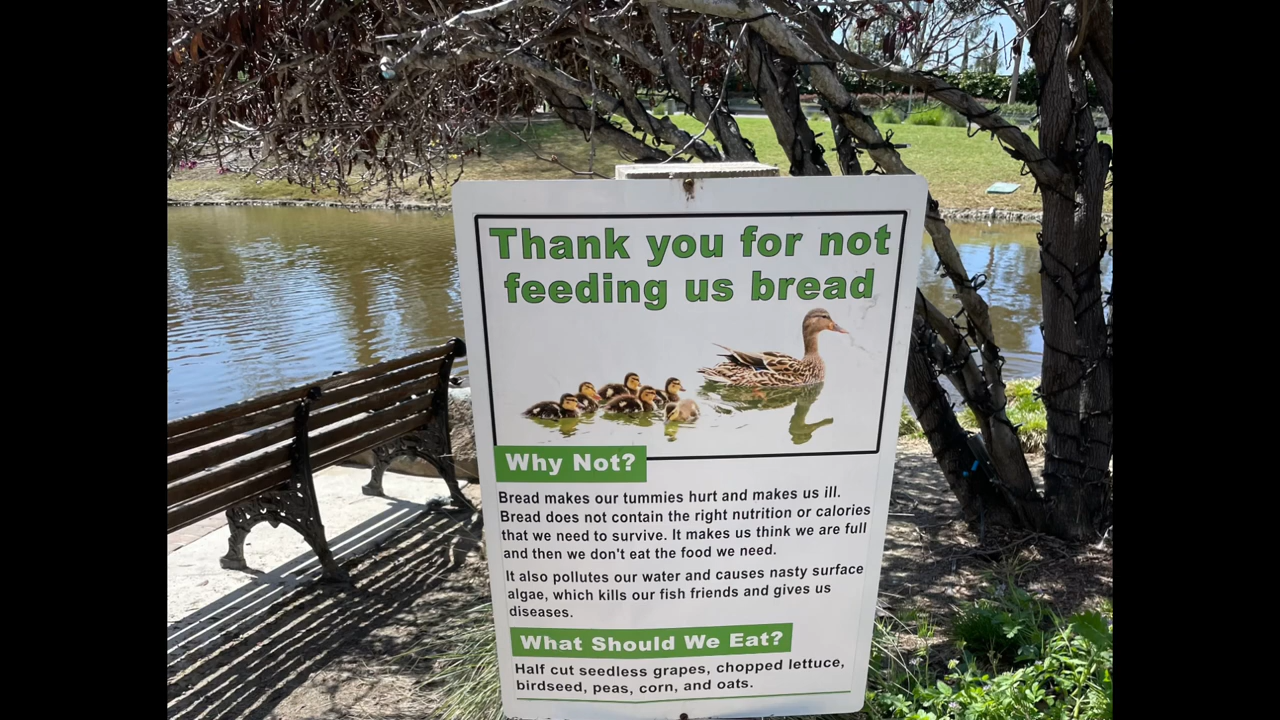 Thank you for not
feeding us bread
Why Not?
Bread makes our tummies hurt and makes us ill.
Bread does not contain the right nutrition or calories
that we need to survive. It makes us think we are full
and then we don't eat the food we need.
It also pollutes our water and causes nasty surface
algae, which kills our fish friends and gives us
diseases.
What Should We Eat?
Half cut seedless grapes, chopped lettuce,
birdseed, peas, corn, and oats.